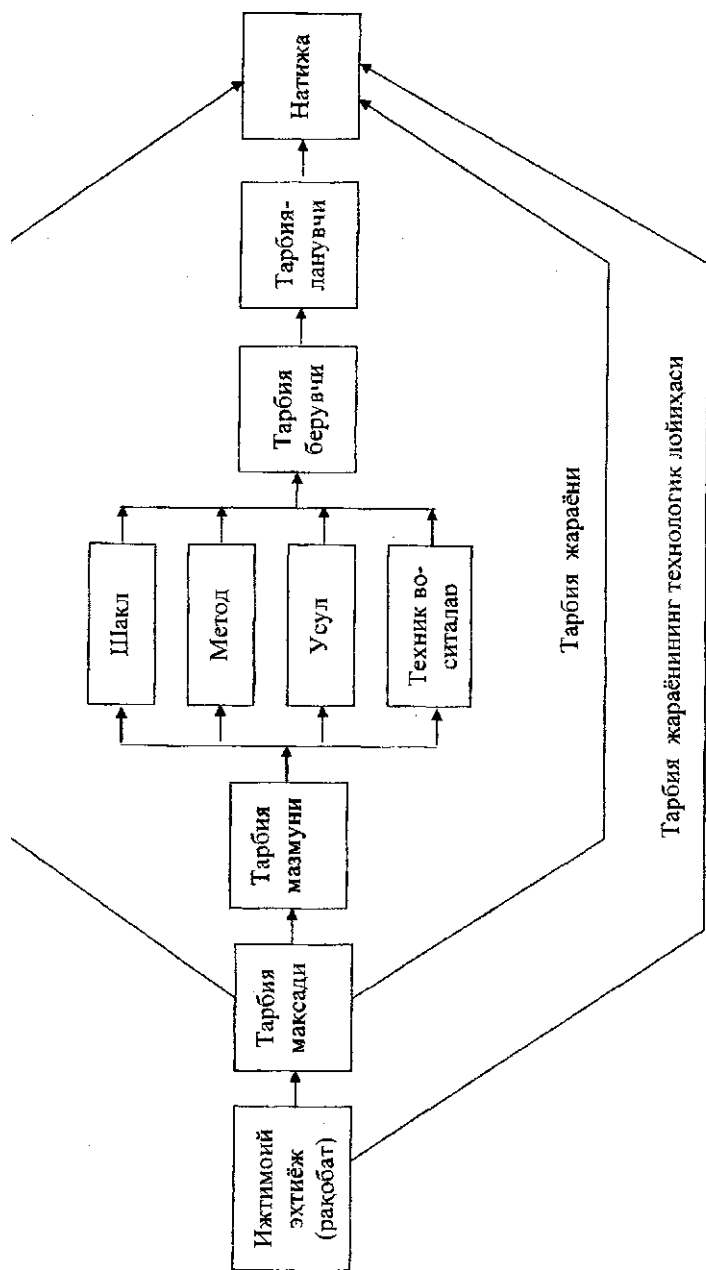 Ижтимоий
эҳтиёж
(рақобат)
Тарбия
мақсади
Тарбия
мазмуни
Шакл
Метод
Усул
Техник во-
ситалар
Тарбия
берувчи
Тарбия-
ланувчи
Натижа
Тарбия жараёни
Тарбия жараёнининг технологик лойиҳаси